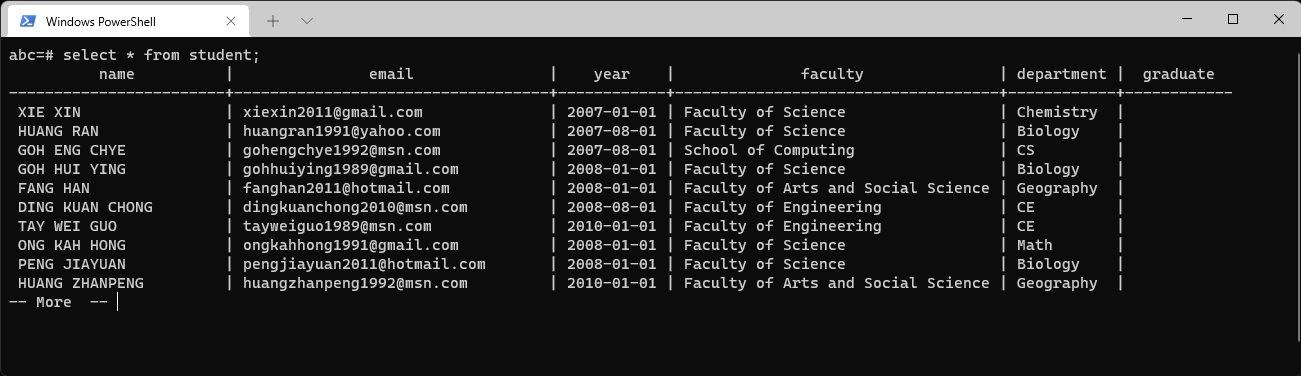 Windows PowerShell
abc=# select * from student;
name | email | year | faculty | department | graduate
------------------------+-----------------------------------+------------+------------------------------------+------------+------------
XIE XIN | xiexin2011@gmail.com | 2007-01-01 | Faculty of Science | Chemistry |
HUANG RAN | huangran1991@yahoo.com | 2007-08-01 | Faculty of Science | Biology |
GOH ENG CHYE | gohengchye1992@msn.com | 2007-08-01 | School of Computing | CS |
GOH HUI YING | gohhuiying1989@gmail.com | 2008-01-01 | Faculty of Science | Biology |
FANG HAN | fanghan2011@hotmail.com | 2008-01-01 | Faculty of Arts and Social Science | Geography |
DING KUAN CHONG | dingkuanchong2010@msn.com | 2008-08-01 | Faculty of Engineering | CE |
TAY WEI GUO | tayweiguo1989@msn.com | 2010-01-01 | Faculty of Engineering | CE |
ONG KAH HONG | ongkahhong1991@gmail.com | 2008-01-01 | Faculty of Science | Math |
PENG JIAYUAN | pengjiayuan2011@hotmail.com | 2008-01-01 | Faculty of Science | Biology |
HUANG ZHANPENG | huangzhanpeng1992@msn.com | 2010-01-01 | Faculty of Arts and Social Science | Geography |
-- More --